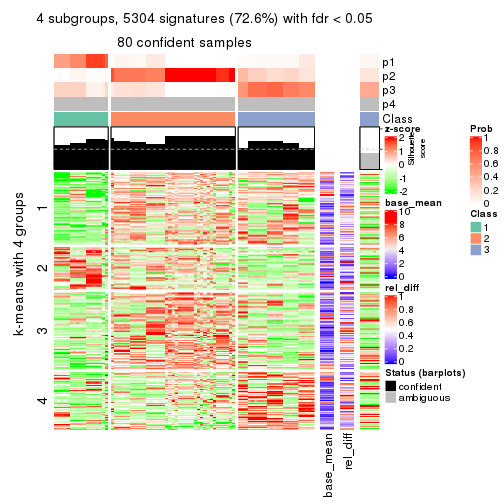 4 subgroups, 5304 signatures (72.6%) with fdr < 0.05
80 confident samples
p1
p2
p3
p4
Class
Silhouette
score
k-means with 4 groups
1
2
3
4
base_mean
rel_diff
z-score
2
1
0
-1
-2
base_mean
10
8
6
4
2
0
rel_diff
1
0.8
0.6
0.4
0.2
0
Status (barplots)
confident
ambiguous
Prob
1
0.8
0.6
0.4
0.2
0
Class
1
2
3